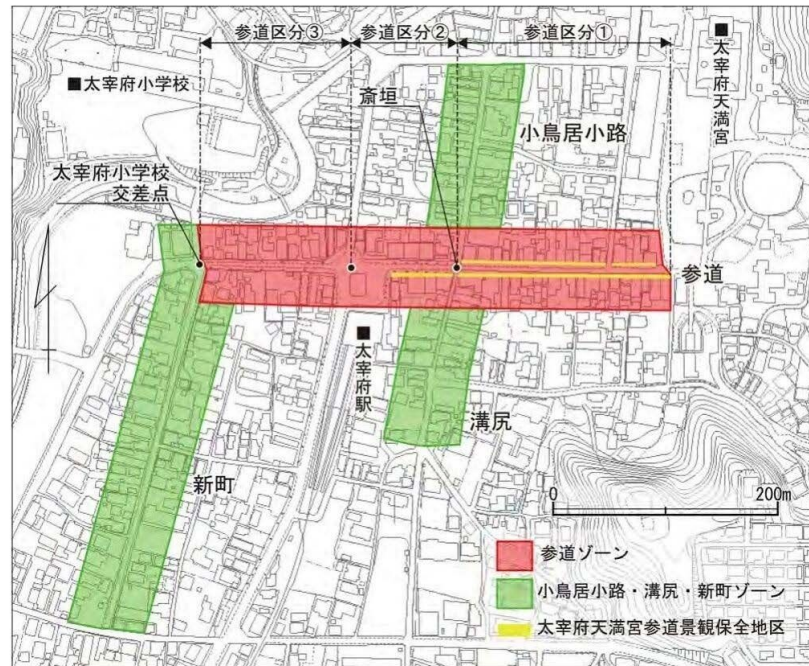 参道区分③
参道区分②
参道区分①
■太宰府小学校
■太宰府天満宮
斎垣
小鳥居小路
太宰府小学校
交差点
参道
■太宰府駅
溝尻
新町
0
200m
参道ゾーン
小鳥居小路・溝尻・新町ゾーン
太宰府天満宮参道景観保全地区